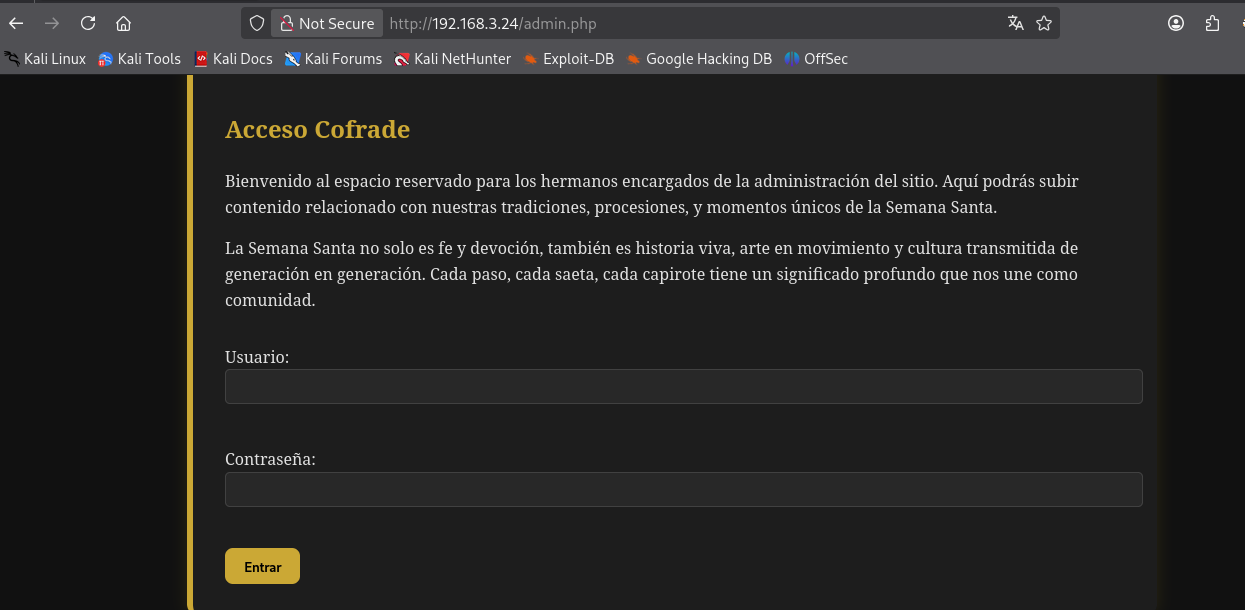 Not Secure http://192.168.3.24/admin.php
Kali Linux Kali Tools Kali Docs Kali Forums Kali NetHunter Exploit-DB Google Hacking DB OffSec
Acceso Cofrade
Bienvenido al espacio reservado para los hermanos encargados de la administración del sitio. Aquí podrás subir
contenido relacionado con nuestras tradiciones, procesiones, y momentos únicos de la Semana Santa.
La Semana Santa no solo es fe y devoción, también es historia viva, arte en movimiento y cultura transmitida de
generación en generación. Cada paso, cada saeta, cada capirote tiene un significado profundo que nos une como
comunidad.
Usuario:
Contraseña:
Entrar